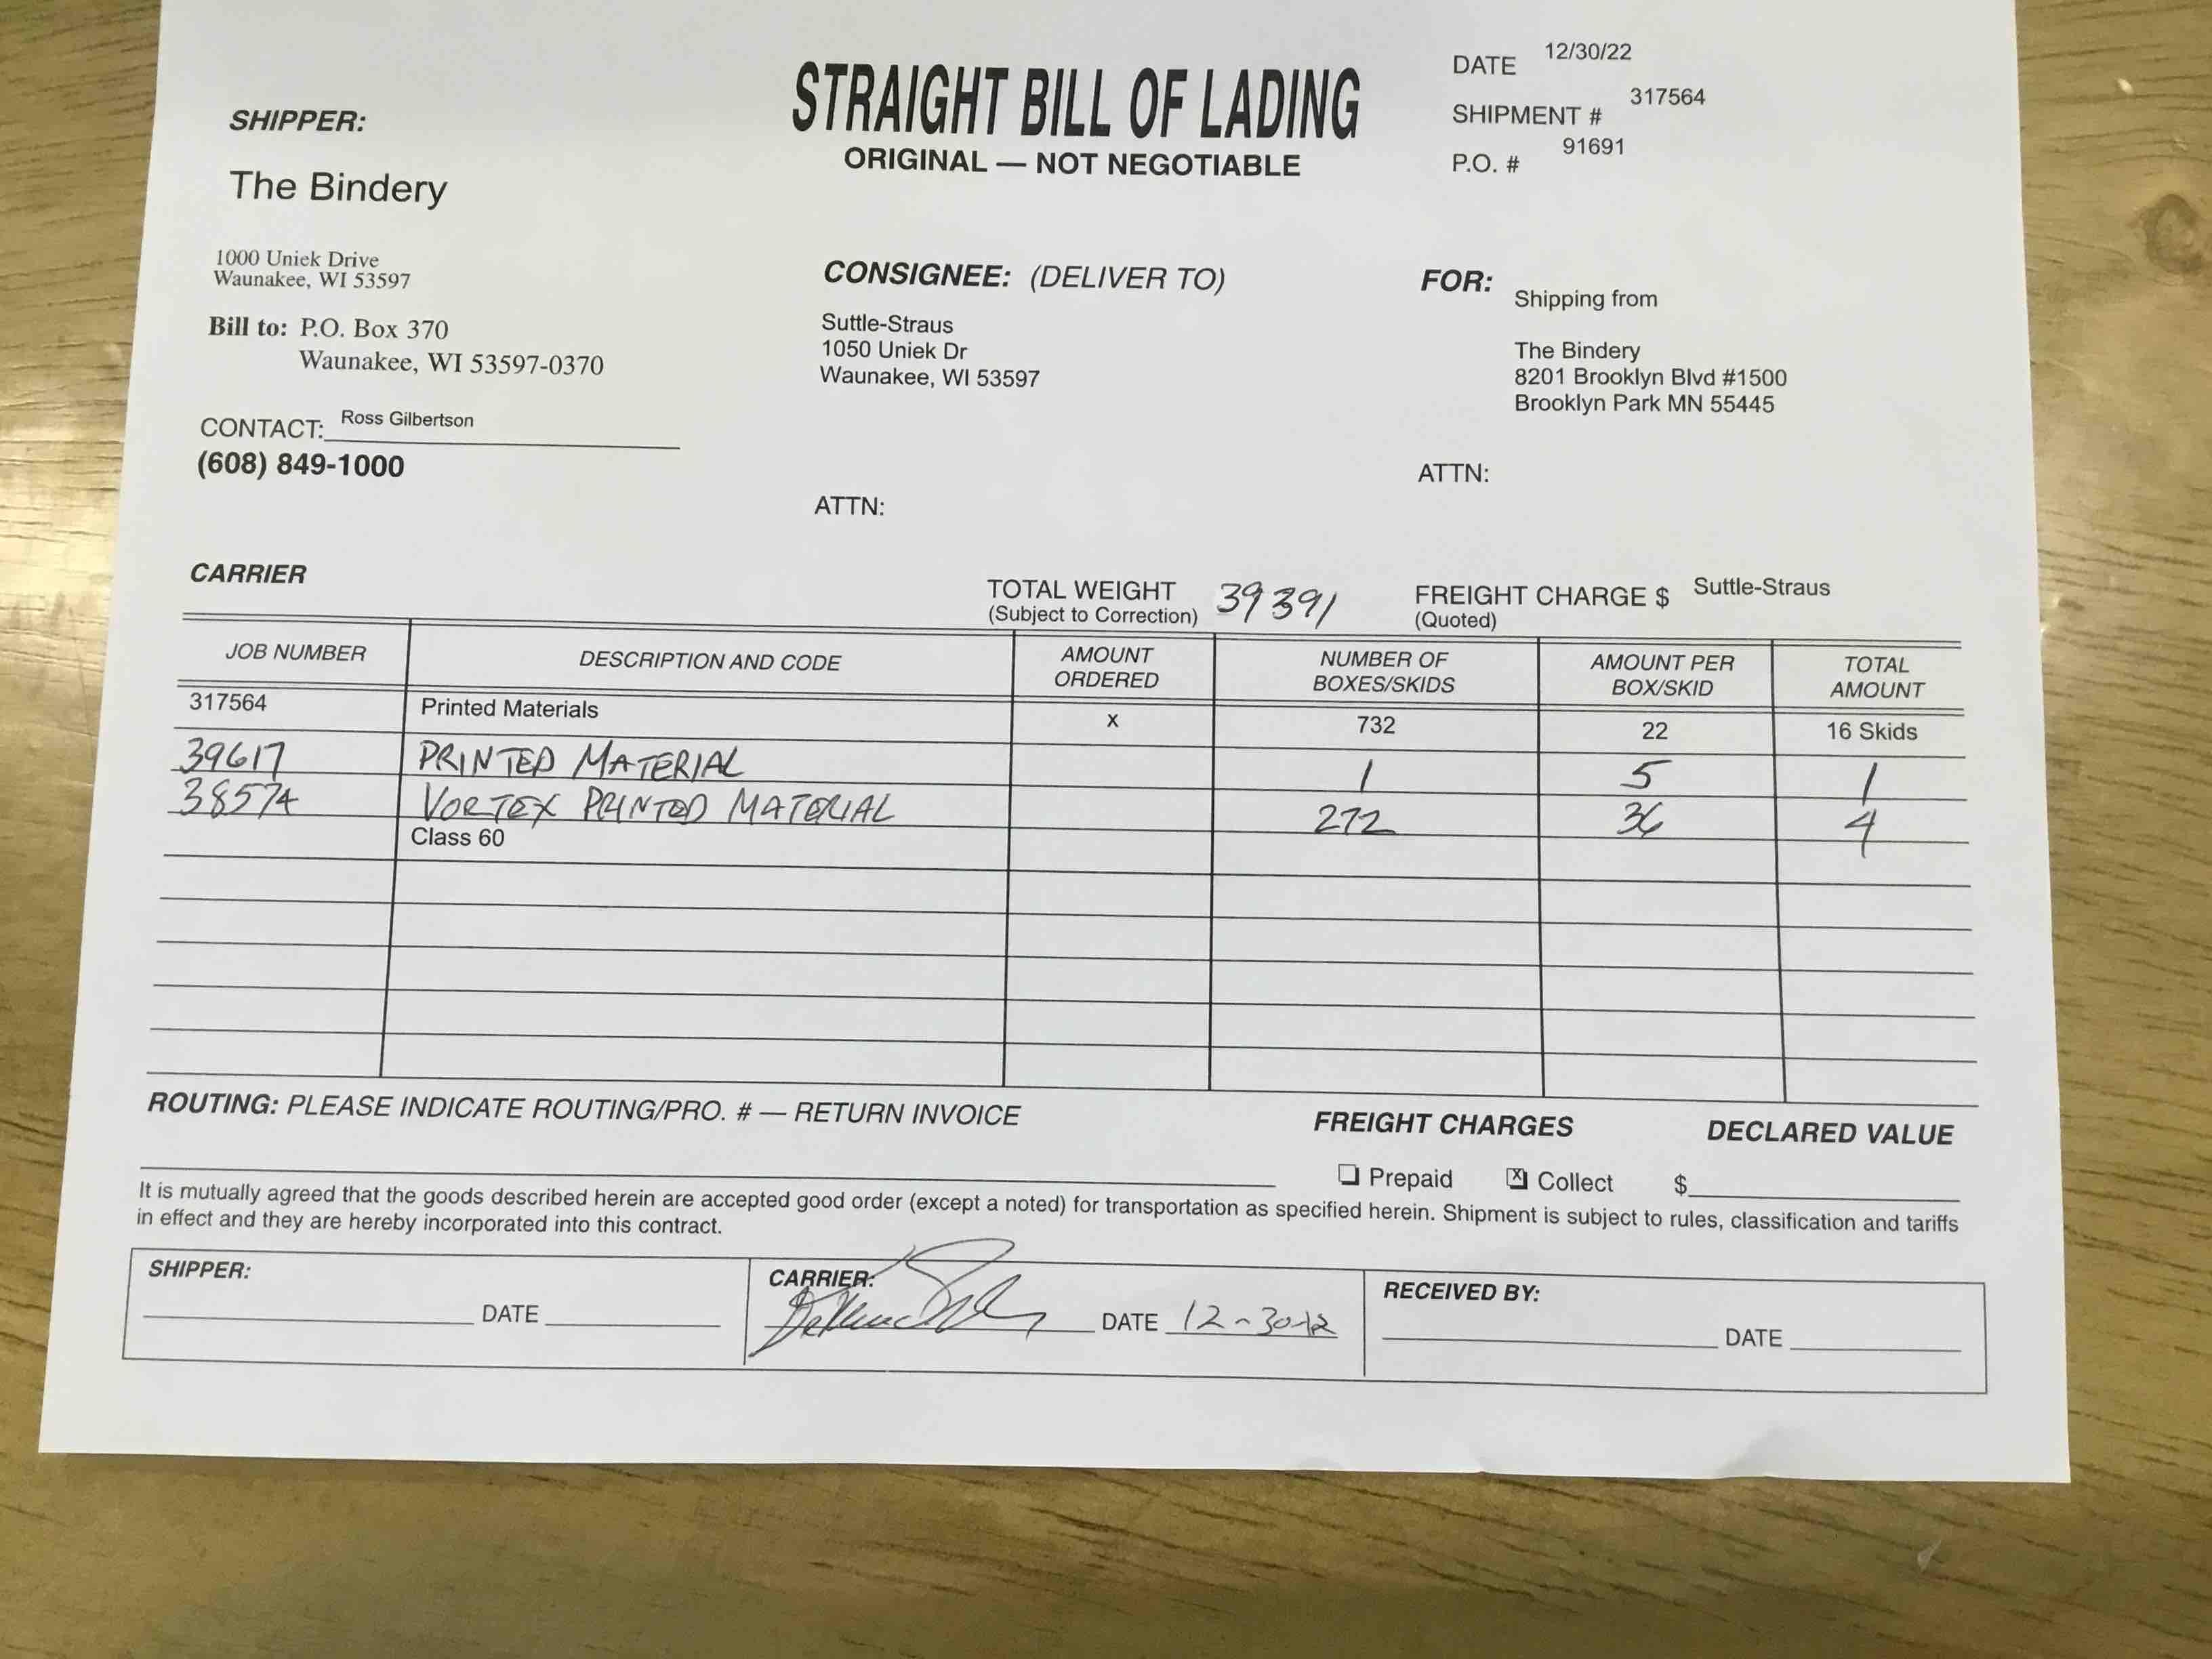 STRAIGHT BILL OF LADING
ORIGINAL — NOT NEGOTIABLE
DATE 12/30/22
SHIPMENT # 317564
P.O. # 91691
SHIPPER:
The Bindery
1000 Uniek Drive
Waunakee, WI 53597
Bill to: P.O. Box 370
Waunakee, WI 53597-0370
CONTACT: Ross Gilbertson
(608) 849-1000
CONSIGNEE: (DELIVER TO)
Suttle-Straus
1050 Uniek Dr
Waunakee, WI 53597
ATTN:
FOR: Shipping from
The Bindery
8201 Brooklyn Blvd #1500
Brooklyn Park MN 55445
ATTN:
CARRIER
TOTAL WEIGHT 39391
(Subject to Correction)
FREIGHT CHARGE $ Suttle-Straus
(Quoted)
JOB NUMBER DESCRIPTION AND CODE AMOUNT ORDERED NUMBER OF BOXES/SKIDS AMOUNT PER BOX/SKID TOTAL AMOUNT
317564 Printed Materials x 732 22 16 Skids
39617 PRINTED MATERIAL 1 5 1
38574 VORTEX PRINTED MATERIAL 272 36 4
Class 60
ROUTING: PLEASE INDICATE ROUTING/PRO. # — RETURN INVOICE
FREIGHT CHARGES DECLARED VALUE
Prepaid X Collect $
It is mutually agreed that the goods described herein are accepted good order (except a noted) for transportation as specified herein. Shipment is subject to rules, classification and tariffs
in effect and they are hereby incorporated into this contract.
SHIPPER: DATE
CARRIER: DATE 12-30-
RECEIVED BY: DATE